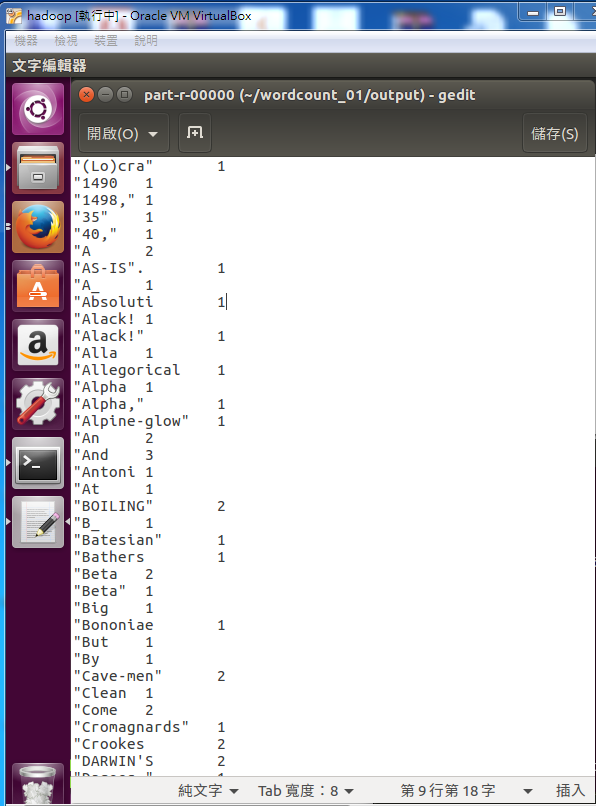 hadoop [執行中] - Oracle VM VirtualBox
機器 檢視 裝置 說明
文字編輯器
part-r-00000 (~/wordcount_01/output) - gedit
開啟(O) 儲存(S)
"(Lo)cra" 1
"1490 1
"1498," 1
"35" 1
"40," 1
"A 2
"AS-IS". 1
"A_ 1
"Absoluti 1
"Alack! 1
"Alack!" 1
"Alla 1
"Allegorical 1
"Alpha 1
"Alpha," 1
"Alpine-glow" 1
"An 2
"And 3
"Antoni 1
"At 1
"BOILING" 2
"B_ 1
"Batesian" 1
"Bathers 1
"Beta 2
"Beta" 1
"Big 1
"Bononiae 1
"But 1
"By 1
"Cave-men" 2
"Clean 1
"Come 2
"Cromagnards" 1
"Crookes 2
"DARWIN'S 2
純文字 Tab 寬度：8 第 9 行第 18 字 插入